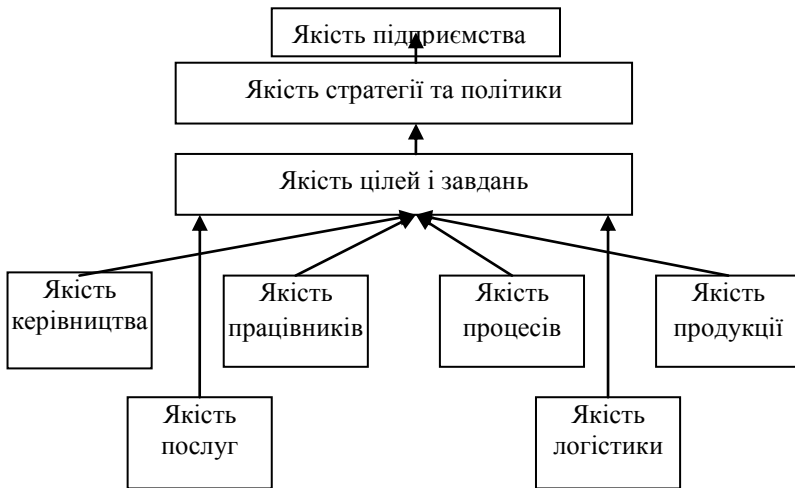 Якість підприємства
Якість стратегії та політики
Якість цілей і завдань
Якість
керівництва
Якість
працівників
Якість
процесів
Якість
продукції
Якість
послуг
Якість
логістики